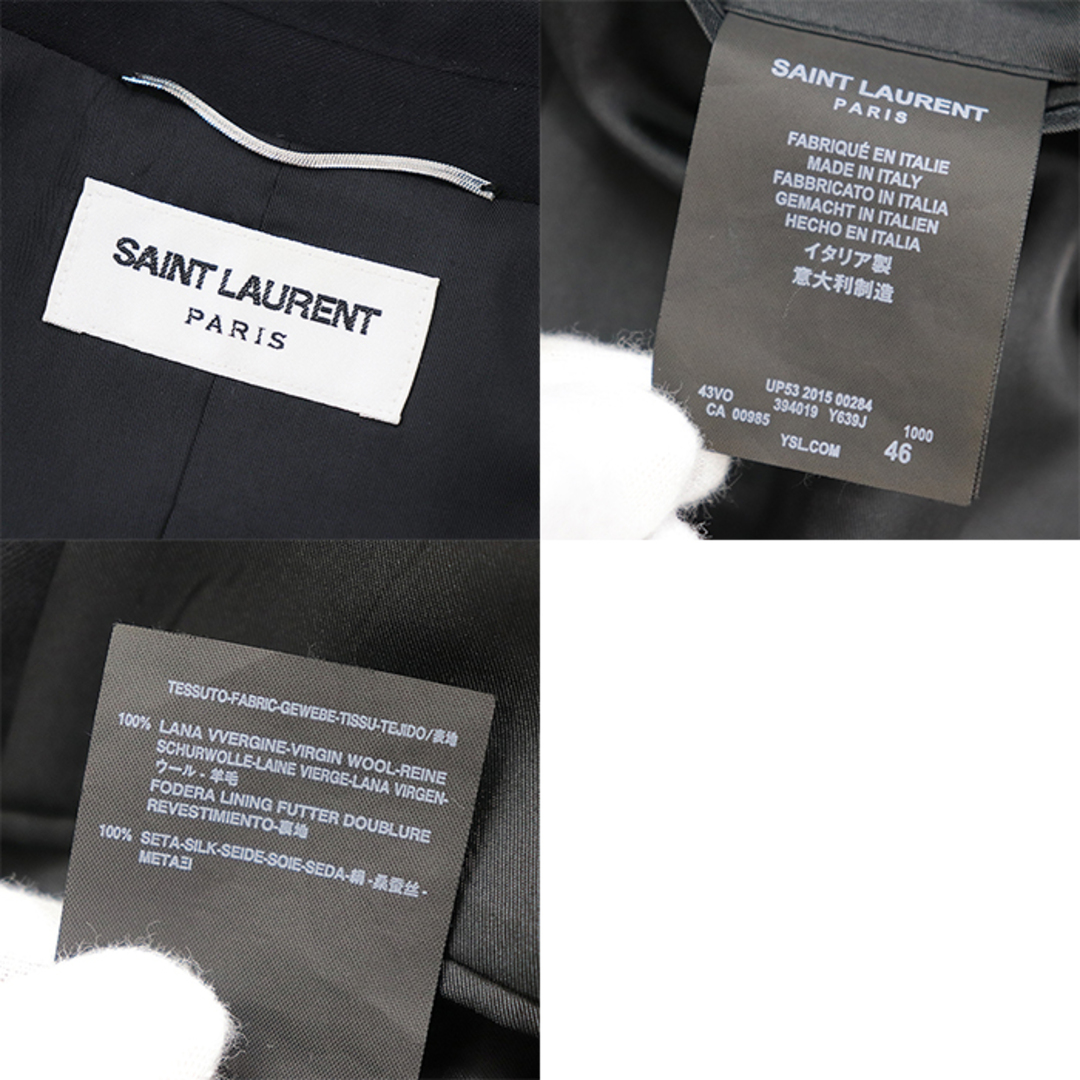 SAINT LAURENT
PARIS
SAINT LAURENT
PARIS
FABRIQUÉ EN ITALIE
MADE IN ITALY
FABBRICATO IN ITALIA
GEMACHT IN ITALIEN
HECHO EN ITALIA
イタリア製
意大利制造
43VO UP53 2015 00284
CA 00985 394019 Y639J 1000
YSL.COM 46
TESSUTO-FABRIC-GEWEBE-TISSU-TEJIDO/表地
100% LANA VVERGINE-VIRGIN WOOL-REINE
SCHURWOLLE-LAINE VIERGE-LANA VIRGEN-
ウール - 羊毛
FODERA LINING FUTTER DOUBLURE
REVESTIMIENTO-裏地
100% SETA-SILK-SEIDE-SOIE-SEDA-絹-桑蚕丝-
METAΞI